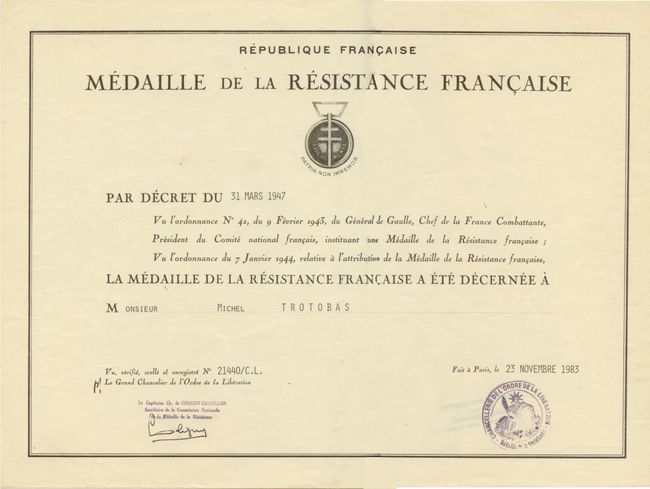 RÉPUBLIQUE FRANÇAISE
MÉDAILLE DE LA RÉSISTANCE FRANÇAISE
PATRIA NON IMMEMOR
PAR DÉCRET DU 31 MARS 1947
Vu l'ordonnance N° 42, du 9 Février 1943, du Général de Gaulle, Chef de la France Combattante,
Président du Comité national français, instituant une Médaille de la Résistance française ;
Vu l'ordonnance du 7 Janvier 1944, relative à l'attribution de la Médaille de la Résistance française,
LA MÉDAILLE DE LA RÉSISTANCE FRANÇAISE A ÉTÉ DÉCERNÉE À
MONSIEUR MICHEL TROTOBAS
Vu, vérifié, scellé et enregistré N° 21440/C.L.
Fait à Paris, le 23 NOVEMBRE 1983
p! Le Grand Chancelier de l'Ordre de la Libération
Le Capitaine Ch. de COLIGNY-CHATILLON
Secrétaire de la Commission Nationale
de la Médaille de la Résistance
Coligny
CHANCELLERIE DE L'ORDRE DE LA LIBÉRATION